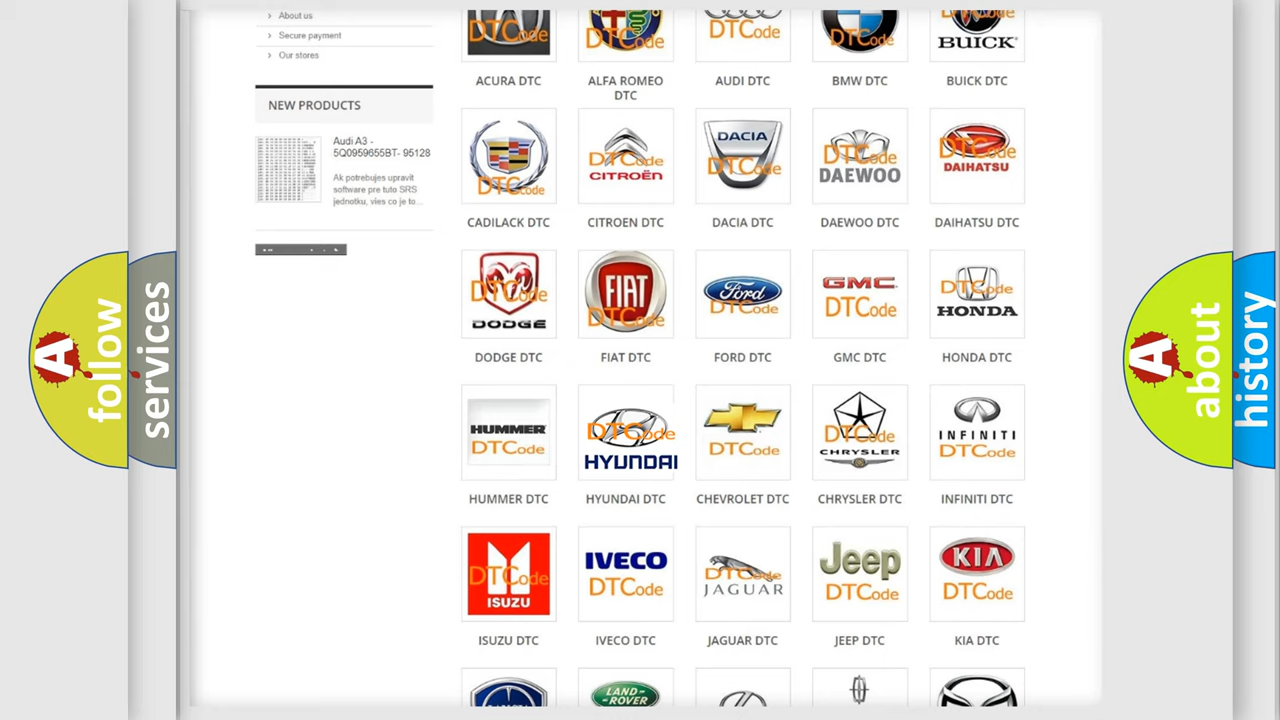 About us
Secure payment
Our stores
NEW PRODUCTS
Audi A3 -
5Q0959655BT- 95128
Ak potrebujes upravit
software pre tuto SRS
jednotku, vies co je to...
DTCode
DTCode
DTCode
DTCode
BUICK
ACURA DTC
ALFA ROMEO
DTC
AUDI DTC
BMW DTC
BUICK DTC
DTCode
DTCode
CITROËN
DACIA
DTCode
DTCode
DAEWOO
DTCode
DAIHATSU
CADILACK DTC
CITROEN DTC
DACIA DTC
DAEWOO DTC
DAIHATSU DTC
DTCode
DODGE
FIAT
DTCode
Ford
DTCode
GMC
DTCode
DTCode
HONDA
DODGE DTC
FIAT DTC
FORD DTC
GMC DTC
HONDA DTC
HUMMER
DTCode
DTCode
HYUNDAI
DTCode
DTCode
CHRYSLER
INFINITI
DTCode
HUMMER DTC
HYUNDAI DTC
CHEVROLET DTC
CHRYSLER DTC
INFINITI DTC
DTCode
ISUZU
IVECO
DTCode
DTCode
JAGUAR
Jeep
DTCode
KIA
DTCode
ISUZU DTC
IVECO DTC
JAGUAR DTC
JEEP DTC
KIA DTC
LAND-
ROVER
A
follow
services
A
about
history